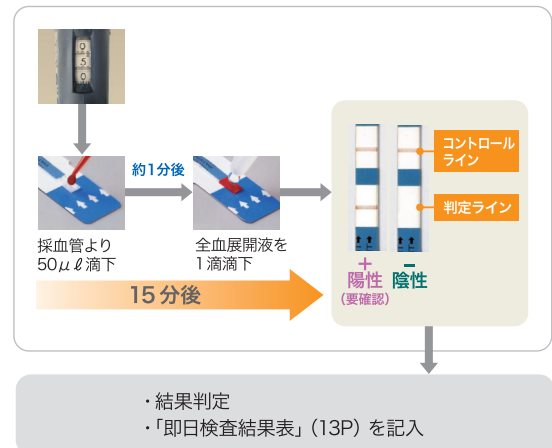 0
5
0
約1分後
採血管より
50μℓ滴下
全血展開液を
1滴滴下
15分後
コントロール
ライン
判定ライン
+
陽性
(要確認)
−
陰性
・結果判定
・「即日検査結果表」(13P)を記入